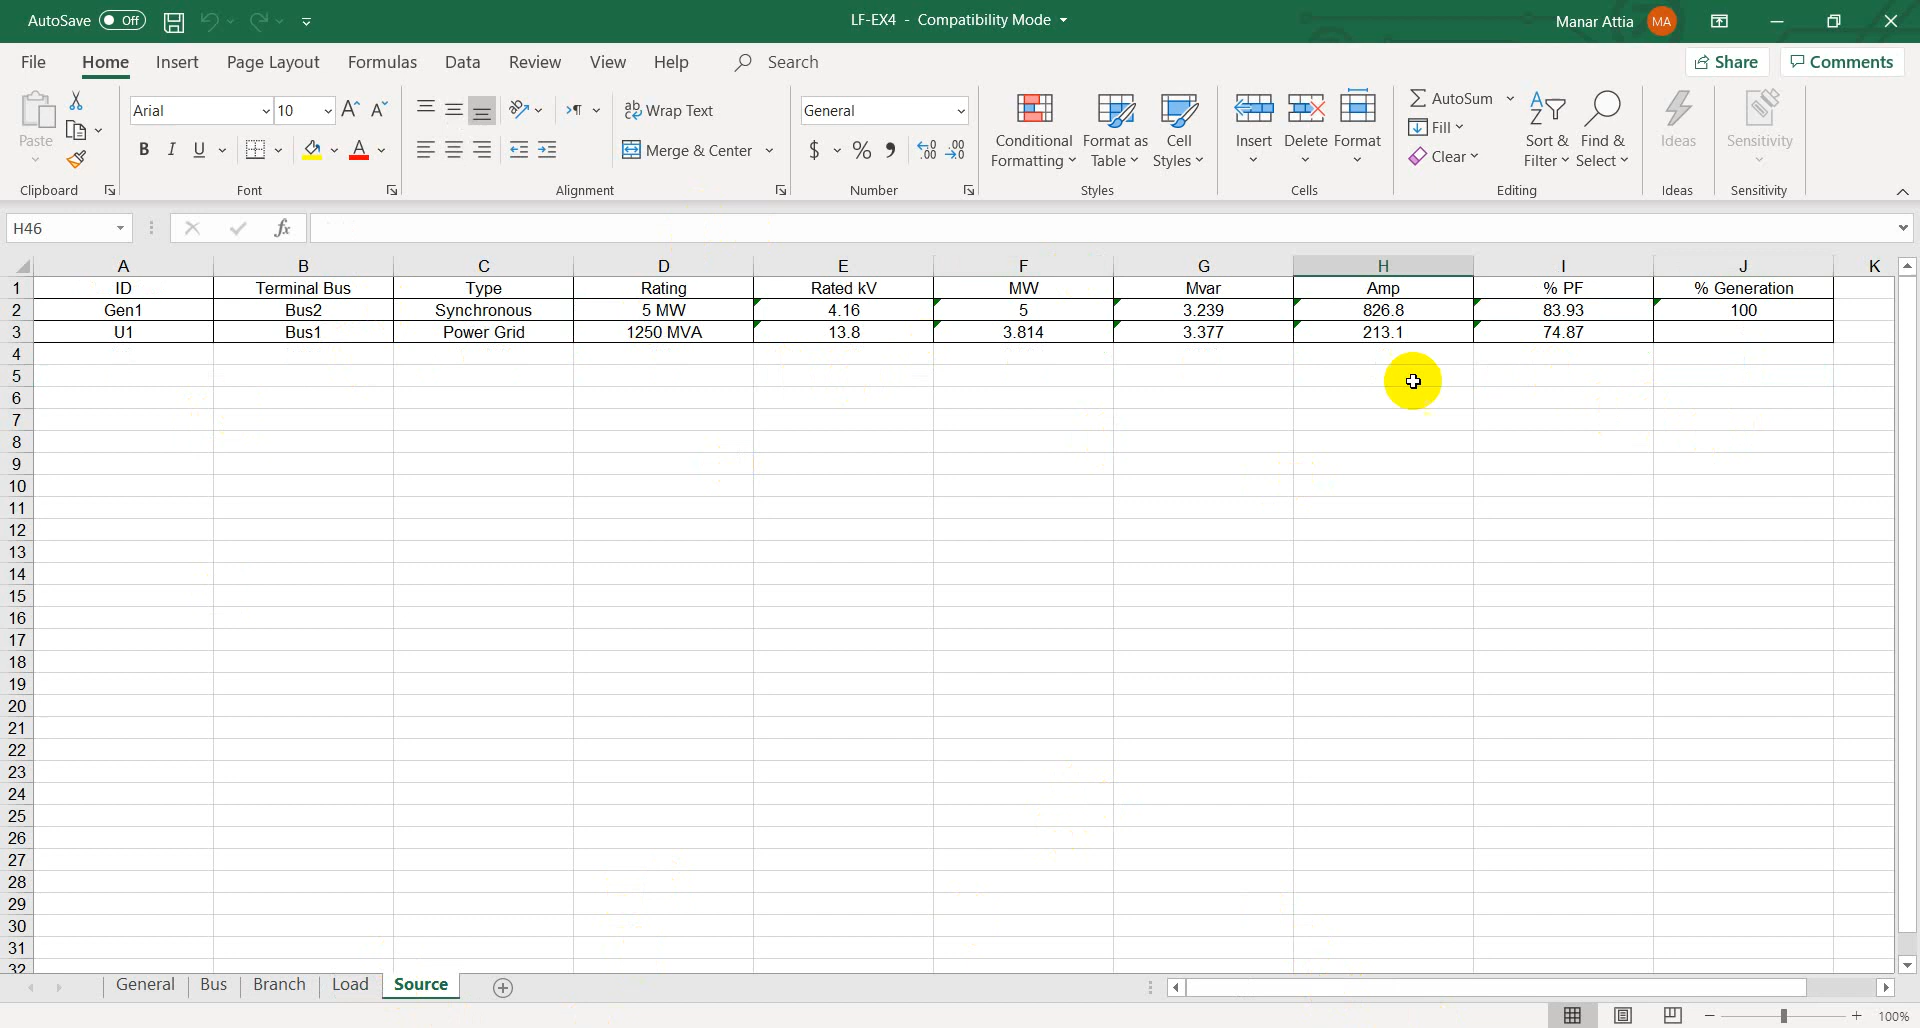 AutoSave Off LF-EX4 - Compatibility Mode Manar Attia MA
File Home Insert Page Layout Formulas Data Review View Help Search Share Comments
Paste
Clipboard
Arial 10
B I U A
Font
ab Wrap Text
Merge & Center
Alignment
General
$ % 9 .00 .00
Number
Conditional Formatting
Format as Table
Cell Styles
Styles
Insert Delete Format
Cells
AutoSum
Fill
Clear
Sort & Filter
Find & Select
Editing
Ideas
Ideas
Sensitivity
Sensitivity
H46 fx
A B C D E F G H I J K
1 ID Terminal Bus Type Rating Rated kV MW Mvar Amp % PF % Generation
2 Gen1 Bus2 Synchronous 5 MW 4.16 5 3.239 826.8 83.93 100
3 U1 Bus1 Power Grid 1250 MVA 13.8 3.814 3.377 213.1 74.87
4
5
6
7
8
9
10
11
12
13
14
15
16
17
18
19
20
21
22
23
24
25
26
27
28
29
30
31
32
General Bus Branch Load Source
100%